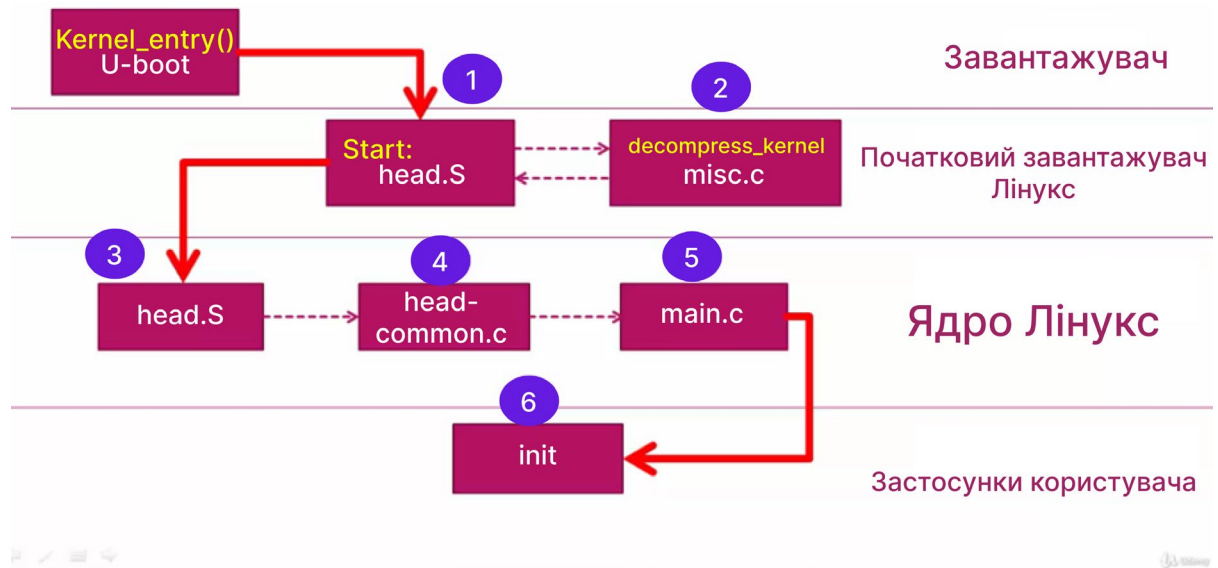 Kernel_entry()
U-boot
Завантажувач
1
2
Start:
head.S
decompress_kernel
misc.c
Початковий завантажувач
Лінукс
3
4
5
head.S
head-
common.c
main.c
Ядро Лінукс
6
init
Застосунки користувача
Udemy